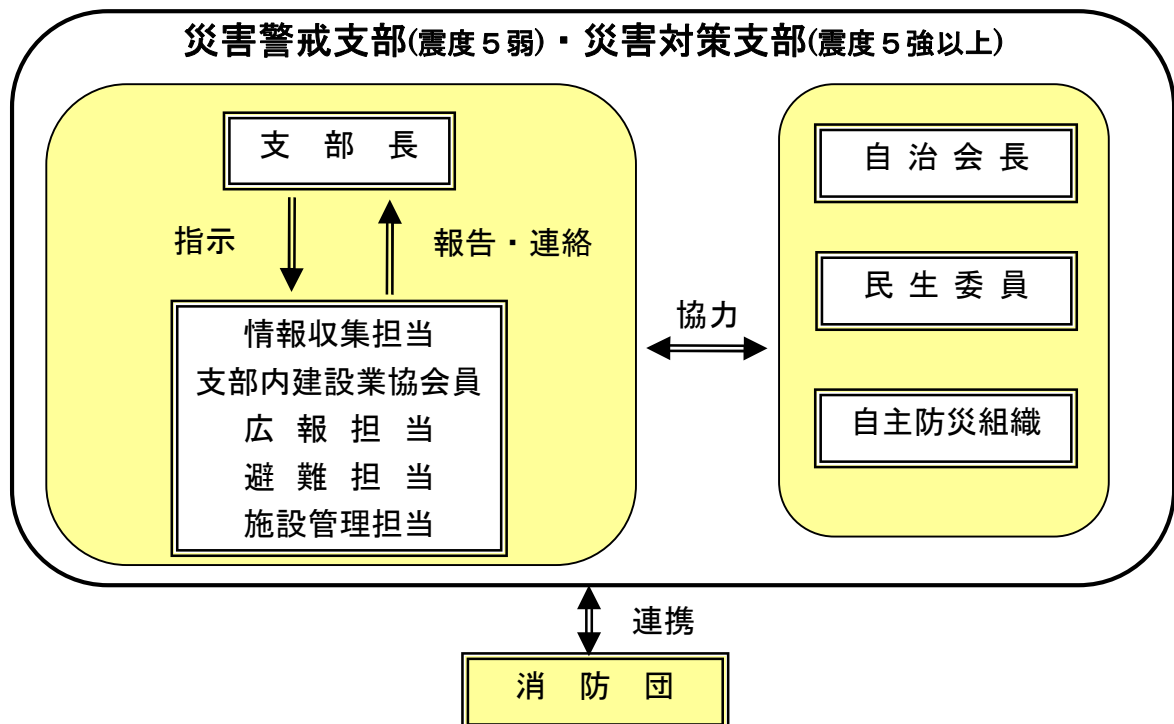 災害警戒支部(震度5弱)・災害対策支部(震度5強以上)
支部長
指示
報告・連絡
情報収集担当
支部内建設業協会員
広報担当
避難担当
施設管理担当
協力
自治会長
民生委員
自主防災組織
連携
消防団